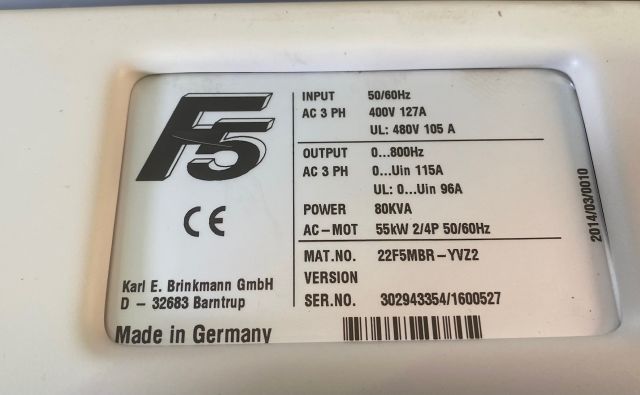 F5
CE
Karl E. Brinkmann GmbH
D – 32683 Barntrup
Made in Germany
INPUT 50/60Hz
AC 3 PH 400V 127A
UL: 480V 105 A
OUTPUT 0...800Hz
AC 3 PH 0...Uin 115A
UL: 0...Uin 96A
POWER 80KVA
AC–MOT 55kW 2/4P 50/60Hz
MAT.NO. 22F5MBR–YVZ2
VERSION
SER.NO. 302943354/1600527
2014/03/0010